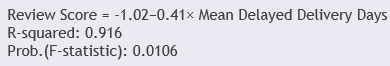 Review Score = -1.02–0.41× Mean Delayed Delivery Days
R-squared: 0.916
Prob.(F-statistic): 0.0106